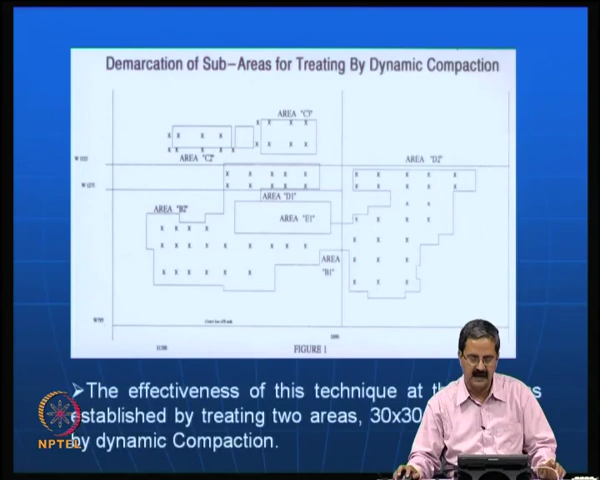 Demarcation of Sub-Areas for Treating By Dynamic Compaction
AREA "C3"
AREA "C2"
AREA "D2"
AREA "D1"
AREA "B2"
AREA "E1"
AREA
"B1"
FIGURE 1
➢The effectiveness of this technique at
established by treating two areas, 30x30
by dynamic Compaction.
NPTEL